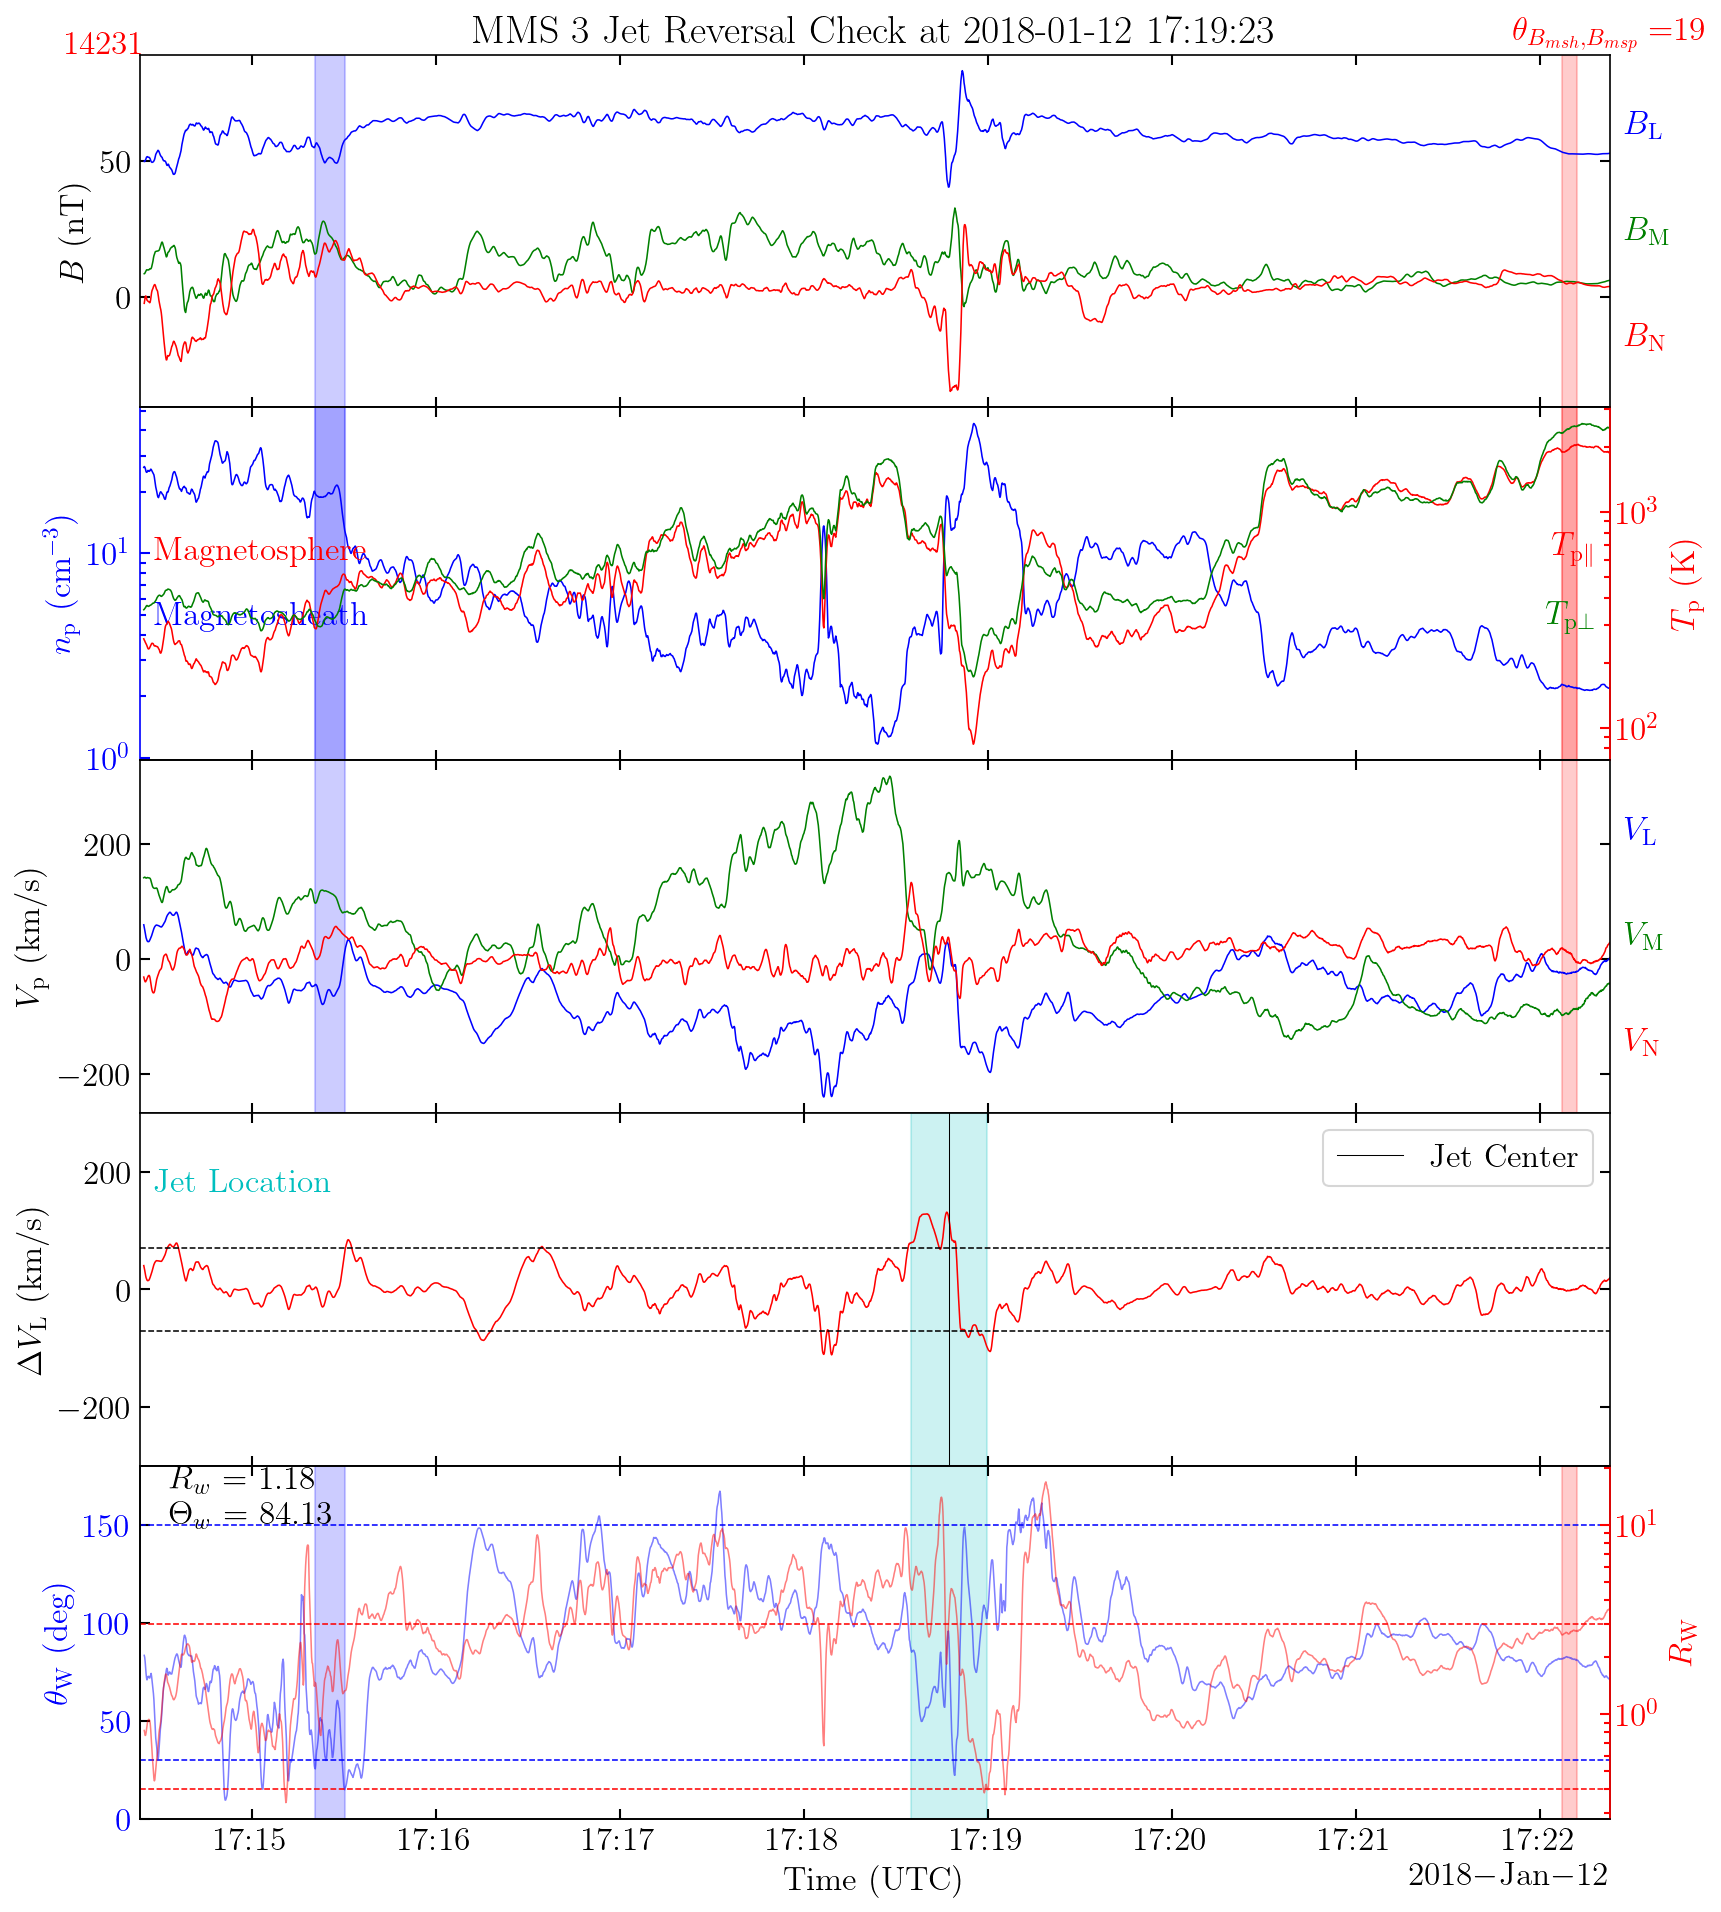 MMS 3 Jet Reversal Check at 2018-01-12 17:19:23
14231
θ_{B_{msh},B_{msp}} =19
50
0
B (nT)
B_L
B_M
B_N
10^1
10^0
n_p (cm^{−3})
Magnetosphere
Magnetosheath
T_{p∥}
T_{p⊥}
10^3
10^2
T_p (K)
200
0
−200
V_p (km/s)
V_L
V_M
V_N
200
0
−200
ΔV_L (km/s)
Jet Location
Jet Center
R_w = 1.18
Θ_w = 84.13
150
100
50
0
θ_W (deg)
10^1
10^0
R_W
17:15 17:16 17:17 17:18 17:19 17:20 17:21 17:22
Time (UTC)
2018−Jan−12